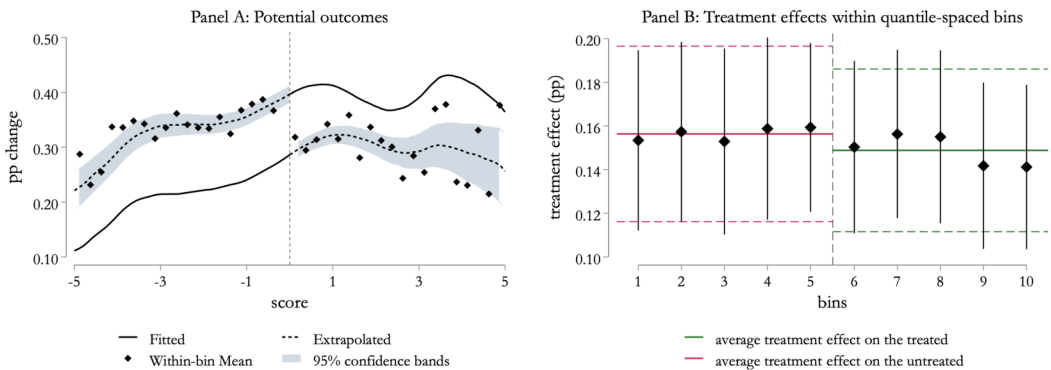 Panel A: Potential outcomes
0.50
0.40
0.30
0.20
0.10
pp change
-5
-3
-1
1
3
5
score
Fitted
Extrapolated
Within-bin Mean
95% confidence bands
Panel B: Treatment effects within quantile-spaced bins
0.20
0.18
0.16
0.14
0.12
0.10
treatment effect (pp)
1
2
3
4
5
6
7
8
9
10
bins
average treatment effect on the treated
average treatment effect on the untreated